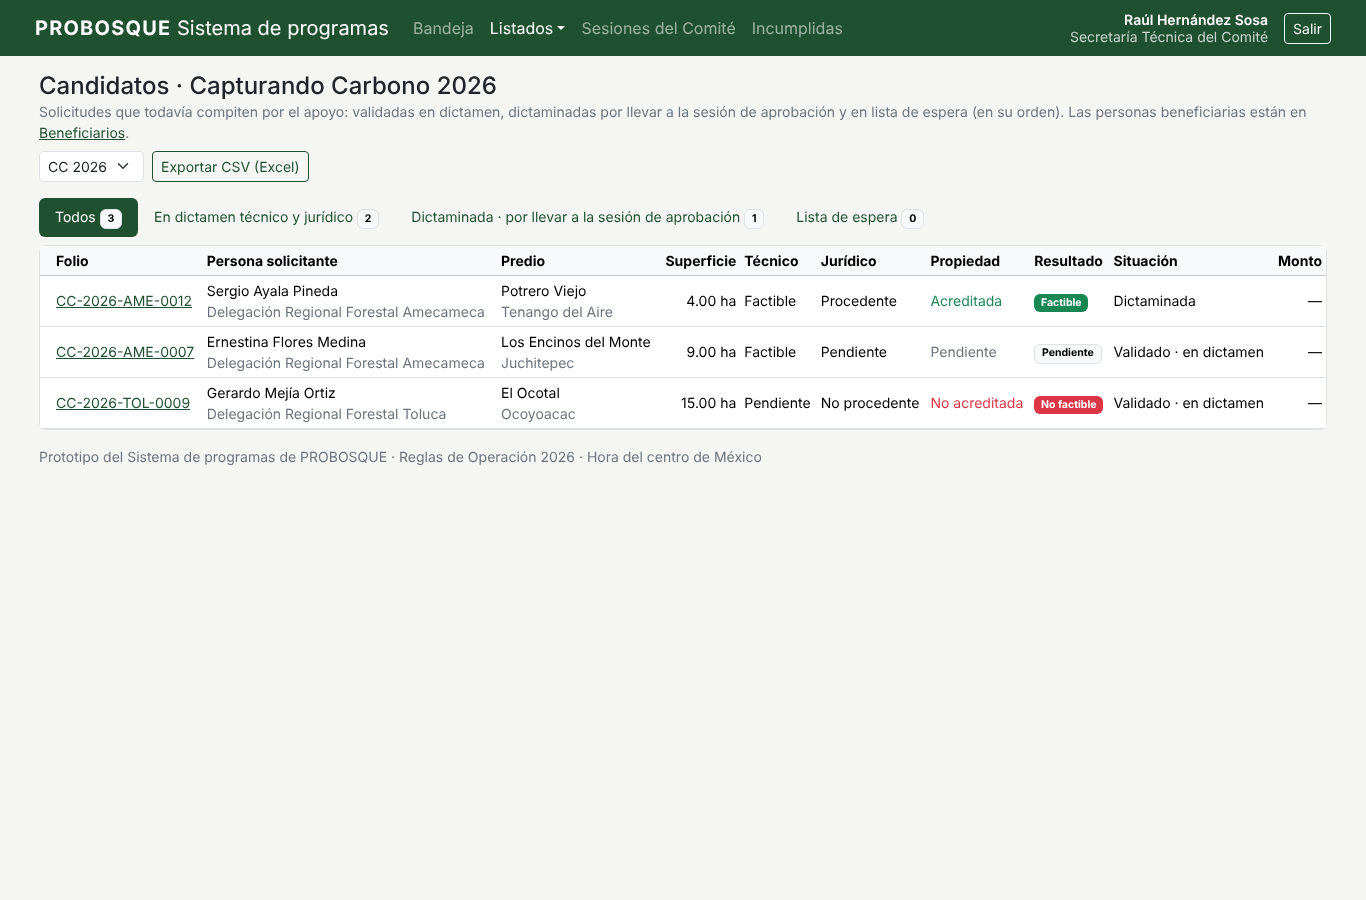 PROBOSQUE Sistema de programas Bandeja Listados Sesiones del Comité Incumplidas Raúl Hernández Sosa Salir
Secretaría Técnica del Comité
Candidatos · Capturando Carbono 2026
Solicitudes que todavía compiten por el apoyo: validadas en dictamen, dictaminadas por llevar a la sesión de aprobación y en lista de espera (en su orden). Las personas beneficiarias están en
Beneficiarios.
CC 2026 Exportar CSV (Excel)
Todos 3 En dictamen técnico y jurídico 2 Dictaminada · por llevar a la sesión de aprobación 1 Lista de espera 0
Folio Persona solicitante Predio Superficie Técnico Jurídico Propiedad Resultado Situación Monto
CC-2026-AME-0012 Sergio Ayala Pineda Potrero Viejo 4.00 ha Factible Procedente Acreditada Factible Dictaminada —
Delegación Regional Forestal Amecameca Tenango del Aire
CC-2026-AME-0007 Ernestina Flores Medina Los Encinos del Monte 9.00 ha Factible Pendiente Pendiente Pendiente Validado · en dictamen —
Delegación Regional Forestal Amecameca Juchitepec
CC-2026-TOL-0009 Gerardo Mejía Ortiz El Ocotal 15.00 ha Pendiente No procedente No acreditada No factible Validado · en dictamen —
Delegación Regional Forestal Toluca Ocoyoacac
Prototipo del Sistema de programas de PROBOSQUE · Reglas de Operación 2026 · Hora del centro de México